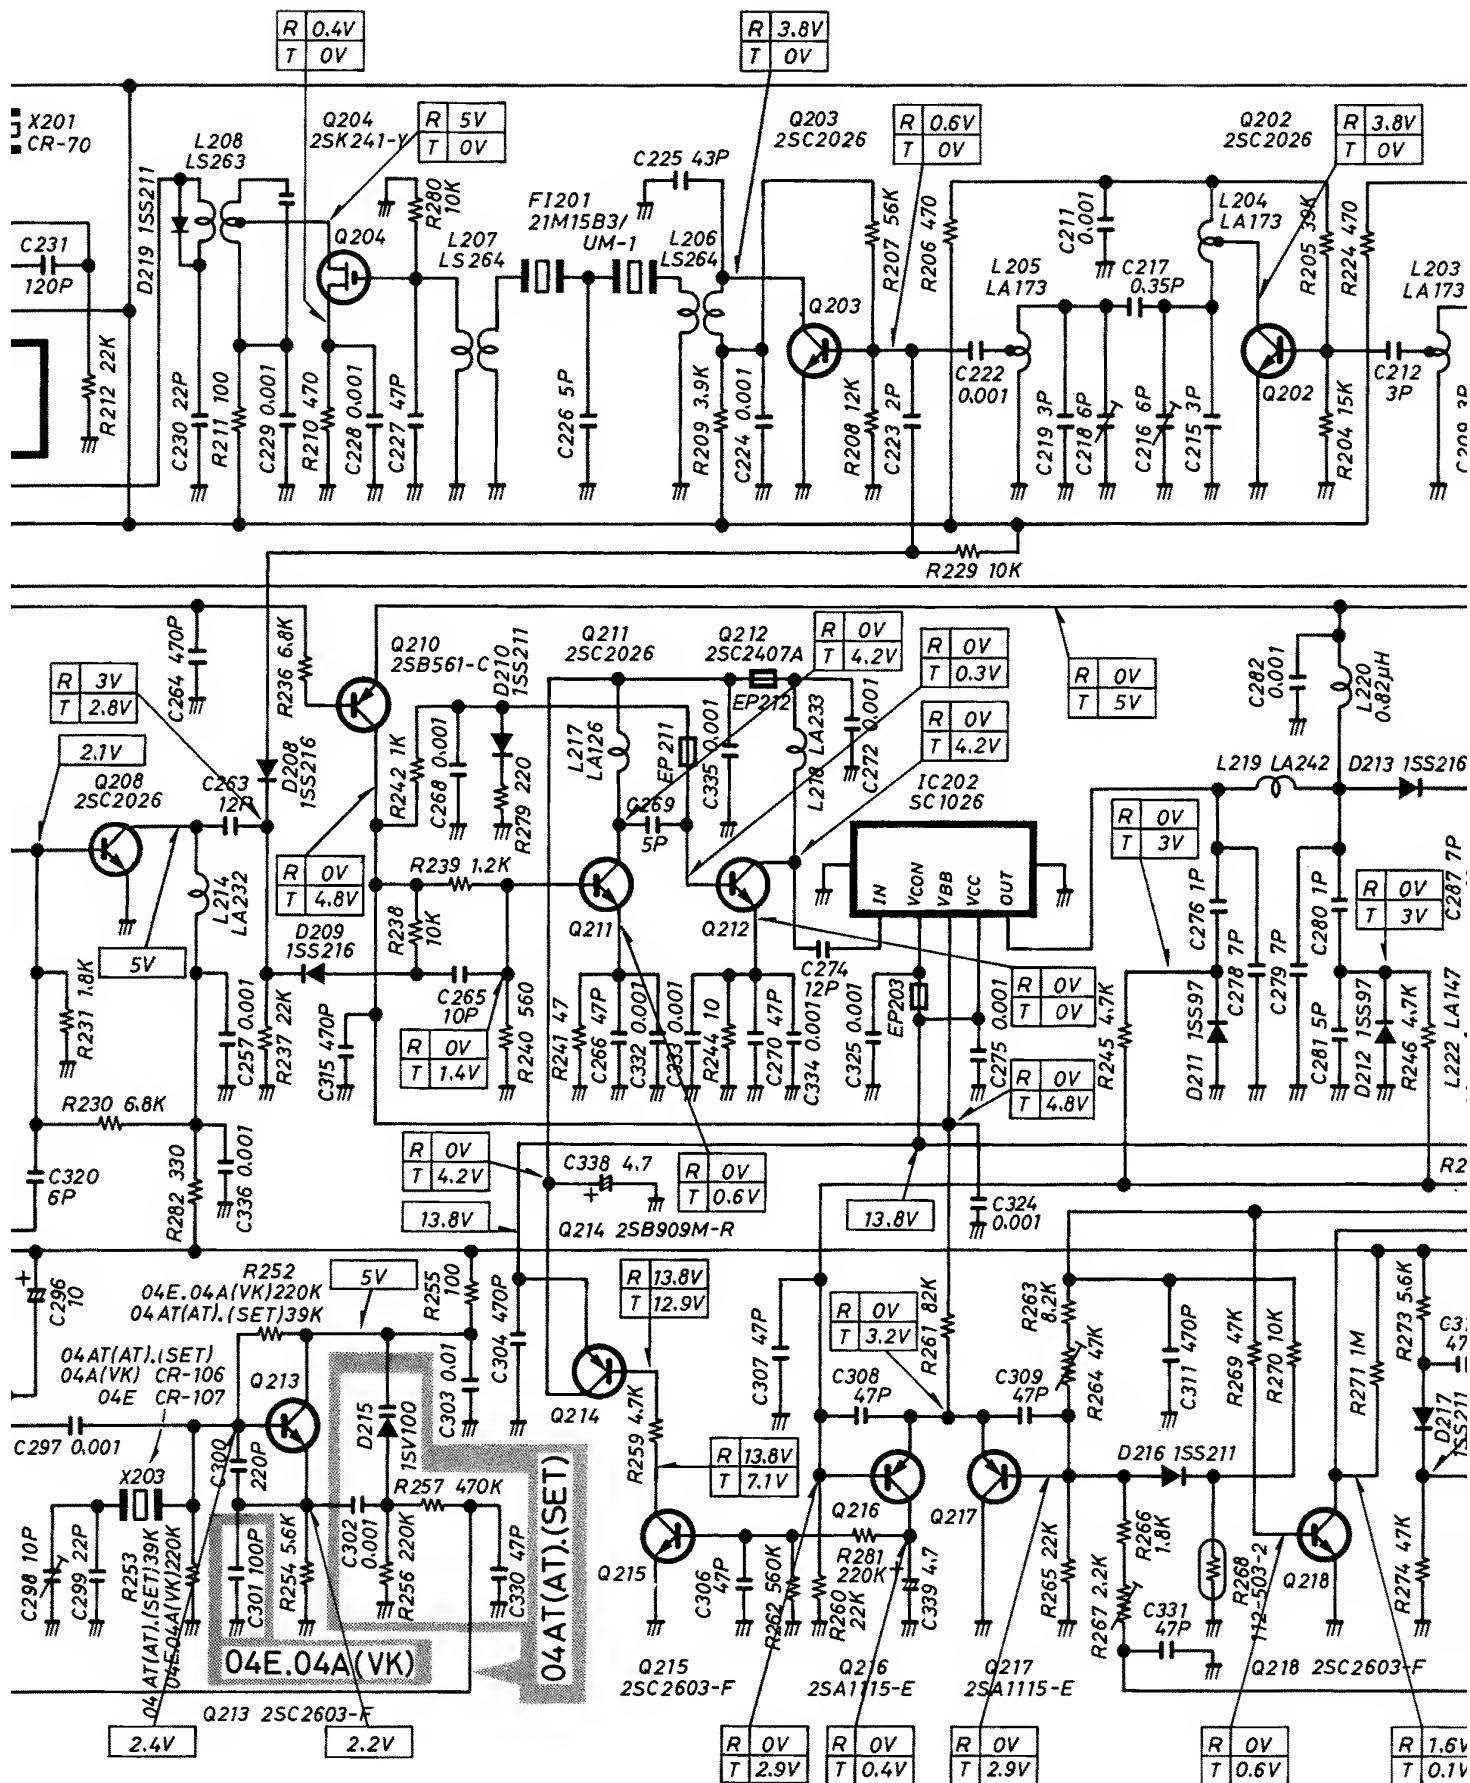 R 0.4V
T 0V
R 3.8V
T 0V
X201
CR-70
L208
LS263
Q204
2SK241-Y
R 5V
T 0V
C225 43P
Q203
2SC2026
R 0.6V
T 0V
Q202
2SC2026
R 3.8V
T 0V
D219 1SS211
R280
10K
FI201
21M15B3/
UM-1
L207
LS264
L206
LS264
R207 56K
R206 470
C211
0.001
L204
LA173
R205 39K
R224 470
C231
120P
Q204
Q203
L205
LA173
C217
0.35P
L203
LA173
R212 22K
C230 22P
R211 100
C229 0.001
R210 470
C228 0.001
C227 47P
C226 5P
R209 3.9K
C224 0.001
R208 12K
C223 2P
C222
0.001
C219 3P
C218 6P
C216 6P
C215 3P
Q202
R204 15K
C212
3P
C209 3P
R229 10K
C264 470P
R236 6.8K
Q210
2SB561-C
D210
1SS211
Q211
2SC2026
Q212
2SC2407A
R 0V
T 4.2V
R 0V
T 0.3V
R 0V
T 5V
C282
0.001
L220
0.82μH
R 3V
T 2.8V
R 0V
T 4.2V
2.1V
Q208
2SC2026
C263
12P
D208
1SS216
R242 1K
C268 0.001
R279 220
L217
LA126
EP211
EP212
C335 0.001
L218 LA233
C272 0.001
C269
5P
IC202
SC1026
L219 LA242
D213 1SS216
R 0V
T 3V
R 0V
T 4.8V
R239 1.2K
IN
VCON
VBB
VCC
OUT
C276 1P
C280 1P
R 0V
T 3V
C287 7P
L214
LA232
R238
10K
Q211
Q212
D209
1SS216
5V
C265
10P
C274
12P
R 0V
T 0V
C278 7P
C279 7P
R231 1.8K
C257 0.001
R237 22K
C315 470P
R 0V
T 1.4V
R240 560
R241 47
C266 47P
C332 0.001
C333 0.001
R244 10
C270 47P
C334 0.001
C325 0.001
EP203
C275 0.001
R245 4.7K
D211 1SS97
C281 5P
D212 1SS97
R246 4.7K
L222 LA147
R 0V
T 4.8V
R230 6.8K
C320
6P
R282 330
C336 0.001
R 0V
T 4.2V
C338 4.7
+
R 0V
T 0.6V
R2
13.8V
Q214 2SB909M-R
13.8V
C324
0.001
+
C296
10
R252
04E.04A(VK)220K
04AT(AT).(SET)39K
5V
R255
100
C304 470P
R 13.8V
T 12.9V
C307 47P
R 0V
T 3.2V
R261 82K
R263
8.2K
C311 470P
R269 47K
R270 10K
R271 1M
R273 5.6K
C31
47
04AT(AT).(SET)
04A(VK) CR-106
04E CR-107
Q213
C303 0.01
Q214
C308
47P
C309
47P
R264 47K
D217
1SS211
C297 0.001
D215
1SV100
R259 4.7K
R 13.8V
T 7.1V
D216 1SS211
X203
C300
220P
R257 470K
Q216
Q217
C298 10P
C299 22P
R253
04AT(AT).(SET)39K
04E.04A(VK)220K
C301 100P
R254 5.6K
C302
0.001
R256 220K
C330 47P
04AT(AT).(SET)
Q215
C306
47P
R262 560K
R281
220K
R260
22K
C339 4.7
R265 22K
R266
1.8K
R267 2.2K
R268
112-503-2
Q218
R274 47K
C331
47P
04E.04A(VK)
Q215
2SC2603-F
Q216
2SA1115-E
Q217
2SA1115-E
Q218 2SC2603-F
Q213 2SC2603-F
2.4V
2.2V
R 0V
T 2.9V
R 0V
T 0.4V
R 0V
T 2.9V
R 0V
T 0.6V
R 1.6V
T 0.1V